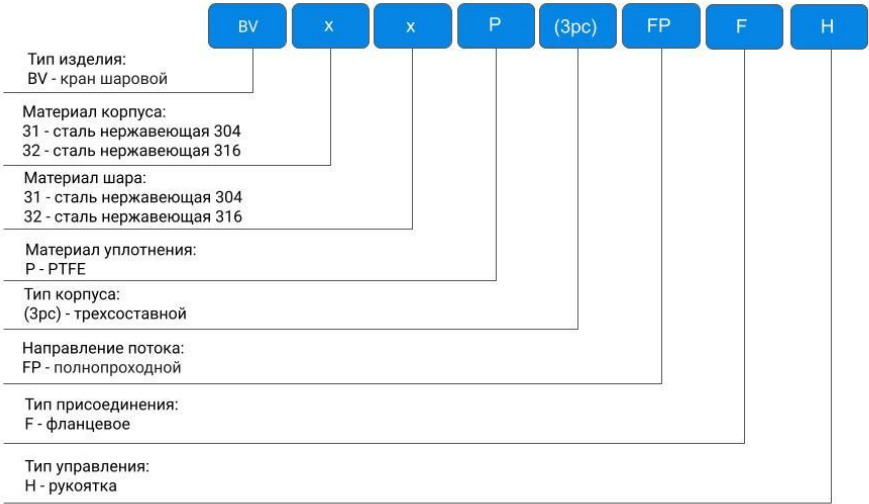 BV x x P (3pc) FP F H
Тип изделия:
BV - кран шаровой
Материал корпуса:
31 - сталь нержавеющая 304
32 - сталь нержавеющая 316
Материал шара:
31 - сталь нержавеющая 304
32 - сталь нержавеющая 316
Материал уплотнения:
P - PTFE
Тип корпуса:
(3рс) - трехсоставной
Направление потока:
FP - полнопроходной
Тип присоединения:
F - фланцевое
Тип управления:
H - рукоятка